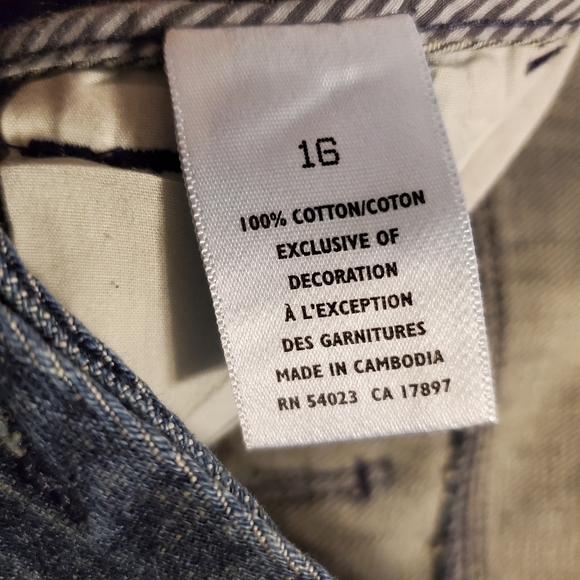 16
100% COTTON/COTON
EXCLUSIVE OF
DECORATION
À L'EXCEPTION
DES GARNITURES
MADE IN CAMBODIA
RN 54023 CA 17897